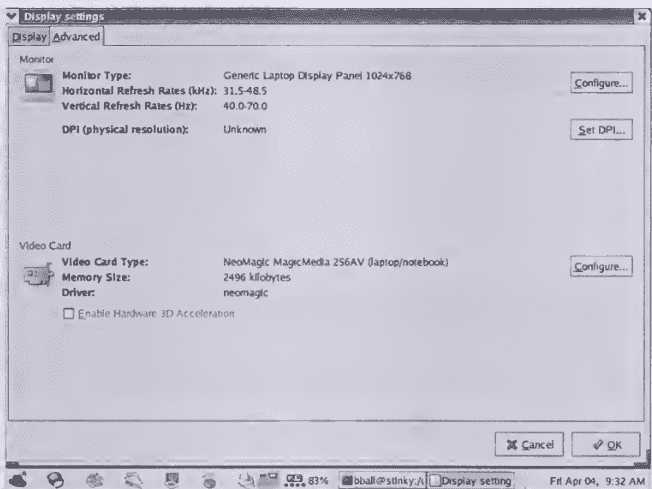 Display settings
Display Advanced
Monitor
Monitor Type: Generic Laptop Display Panel 1024x768
Horizontal Refresh Rates (kHz): 31.5-48.5
Vertical Refresh Rates (Hz): 40.0-70.0
DPI (physical resolution): Unknown
Configure...
Set DPI...
Video Card
Video Card Type: NeoMagic MagicMedia 256AV (laptop/notebook)
Memory Size: 2496 kilobytes
Driver: neomagic
Configure...
Enable Hardware 3D Acceleration
Cancel OK
83% bball@stinky:/u Display setting Fri Apr 04, 9:32 AM